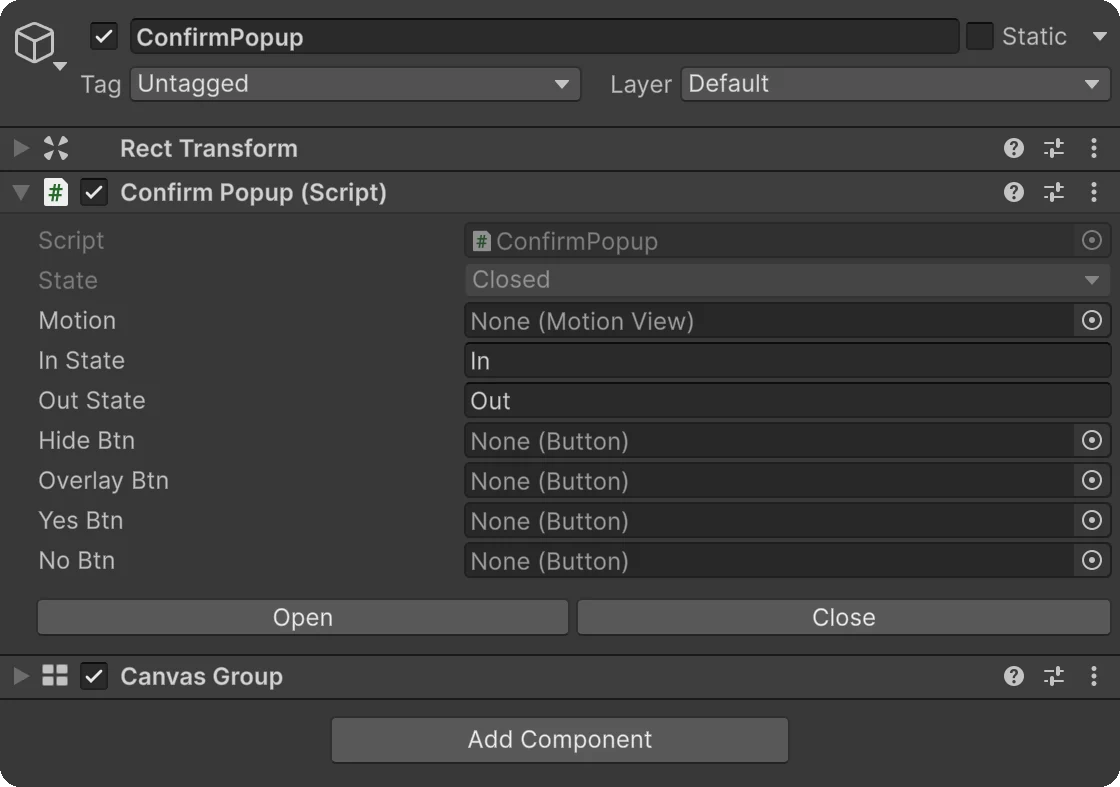 ConfirmPopup Static
Tag Untagged Layer Default
Rect Transform
# Confirm Popup (Script)
Script # ConfirmPopup
State Closed
Motion None (Motion View)
In State In
Out State Out
Hide Btn None (Button)
Overlay Btn None (Button)
Yes Btn None (Button)
No Btn None (Button)
Open Close
Canvas Group
Add Component